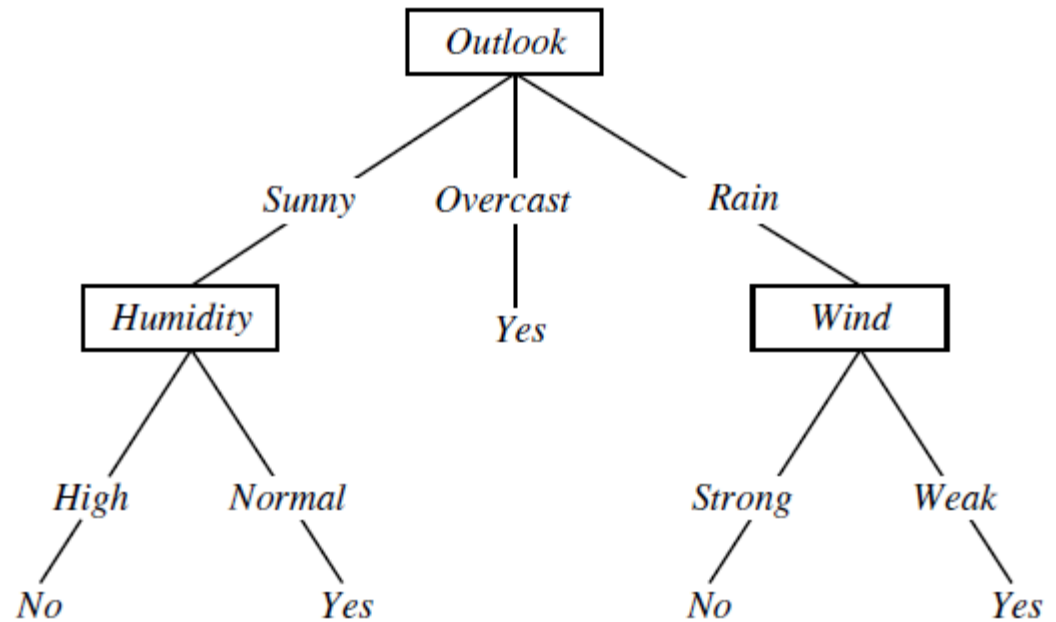 Outlook
Sunny Overcast Rain
Humidity Yes Wind
High Normal Strong Weak
No Yes No Yes